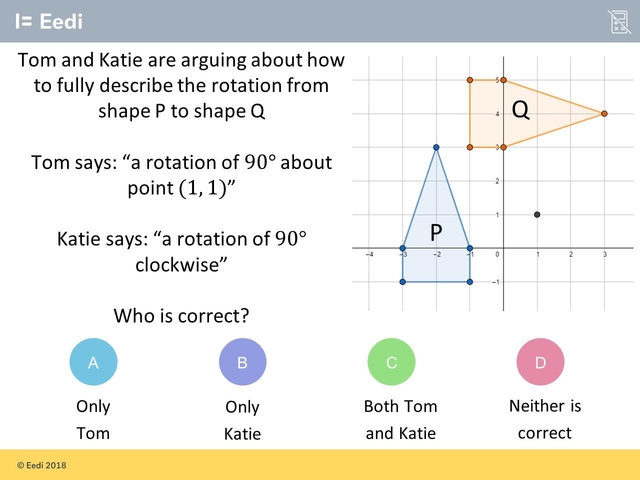 I= Eedi
Tom and Katie are arguing about how
to fully describe the rotation from
shape P to shape Q
Tom says: “a rotation of 90° about
point (1, 1)”
Katie says: “a rotation of 90°
clockwise”
Who is correct?
5
Q
4
3
2
1
P
−4 −3 −2 −1 0 1 2 3
−1
A B C D
Only Only Both Tom Neither is
Tom Katie and Katie correct
© Eedi 2018